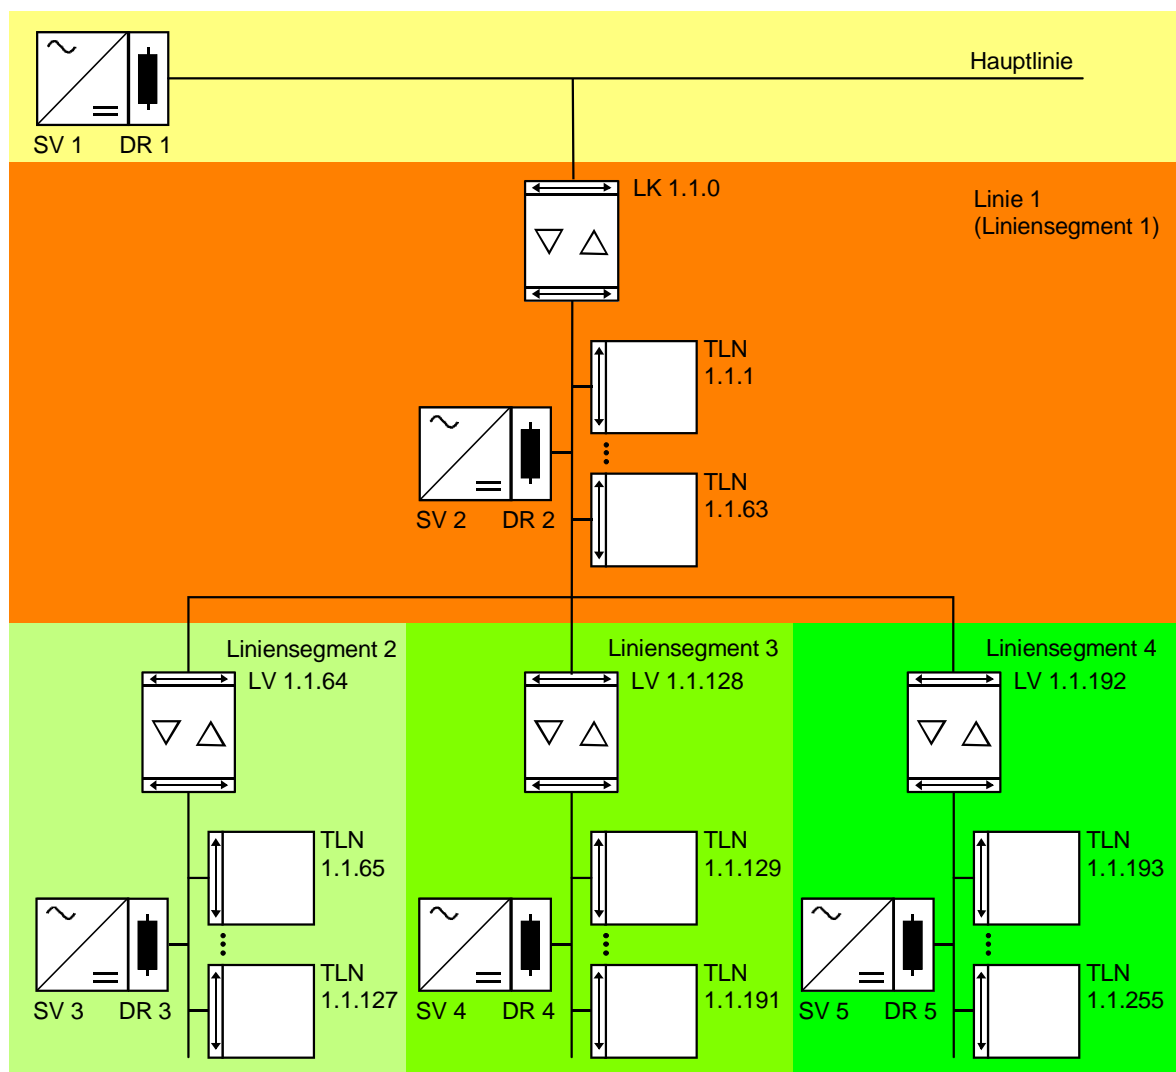 Hauptlinie
SV 1
DR 1
LK 1.1.0
Linie 1
(Liniensegment 1)
TLN
1.1.1
SV 2
DR 2
TLN
1.1.63
Liniensegment 2
LV 1.1.64
Liniensegment 3
LV 1.1.128
Liniensegment 4
LV 1.1.192
TLN
1.1.65
SV 3
DR 3
TLN
1.1.127
TLN
1.1.129
SV 4
DR 4
TLN
1.1.191
TLN
1.1.193
SV 5
DR 5
TLN
1.1.255